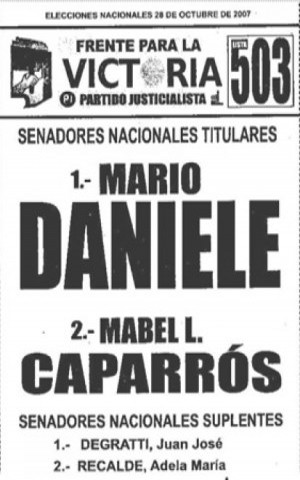 ELECCIONES NACIONALES 28 DE OCTUBRE DE 2007
FRENTE PARA LA
VICTORIA
PJ PARTIDO JUSTICIALISTA
LISTA
503
SENADORES NACIONALES TITULARES
1.- MARIO
DANIELE
2.- MABEL L.
CAPARRÓS
SENADORES NACIONALES SUPLENTES
1.- DEGRATTI, Juan José
2.- RECALDE, Adela María